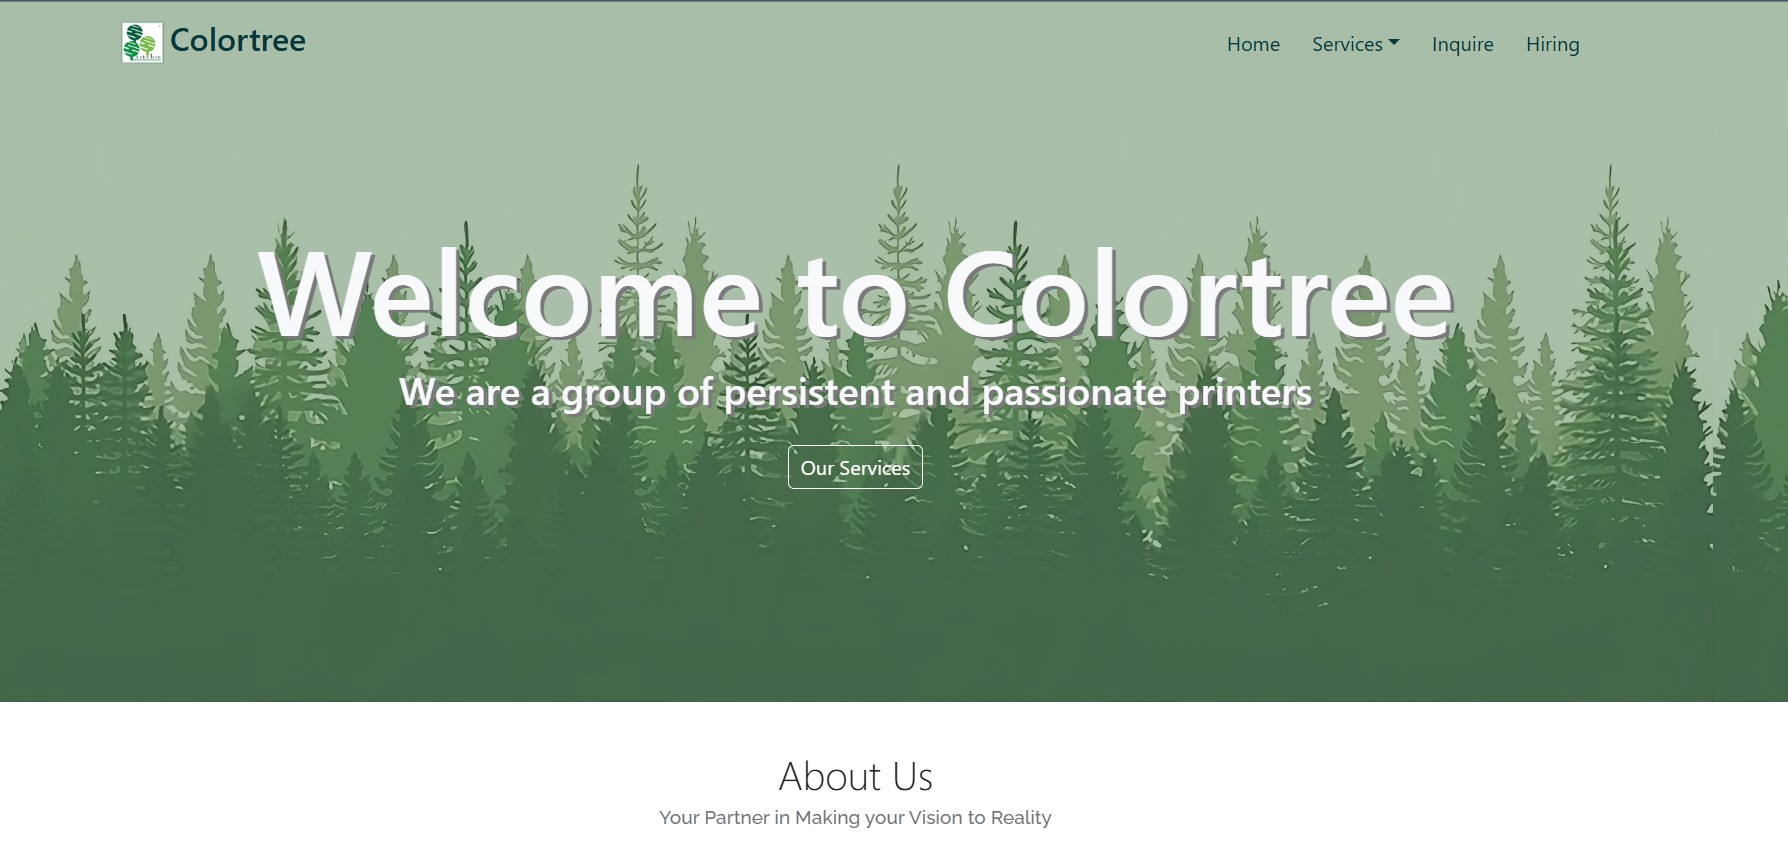 Colortree
Home Services Inquire Hiring
Welcome to Colortree
We are a group of persistent and passionate printers
Our Services
About Us
Your Partner in Making your Vision to Reality